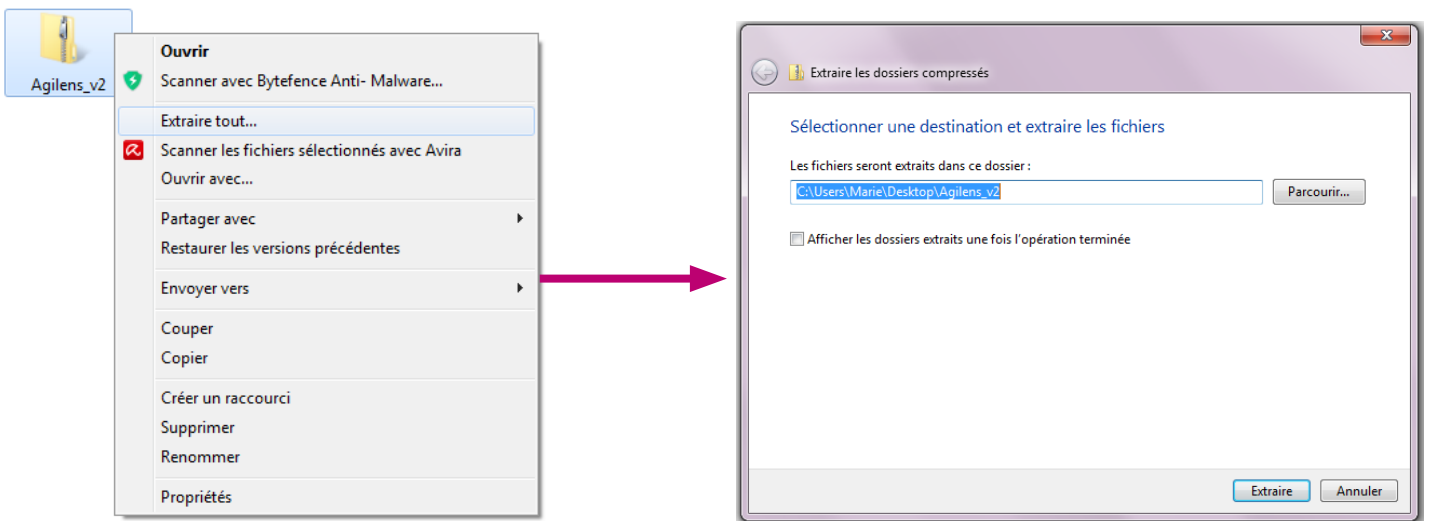 Agilens_v2
Ouvrir
Scanner avec Bytefence Anti- Malware...
Extraire tout...
Scanner les fichiers sélectionnés avec Avira
Ouvrir avec...
Partager avec
Restaurer les versions précédentes
Envoyer vers
Couper
Copier
Créer un raccourci
Supprimer
Renommer
Propriétés
Extraire les dossiers compressés
Sélectionner une destination et extraire les fichiers
Les fichiers seront extraits dans ce dossier :
C:\Users\Marie\Desktop\Agilens_v2
Parcourir...
Afficher les dossiers extraits une fois l'opération terminée
Extraire
Annuler